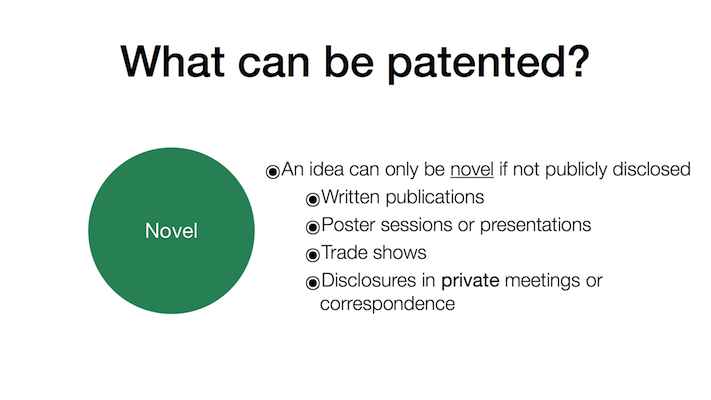 What can be patented?
Novel
An idea can only be novel if not publicly disclosed
Written publications
Poster sessions or presentations
Trade shows
Disclosures in private meetings or
correspondence